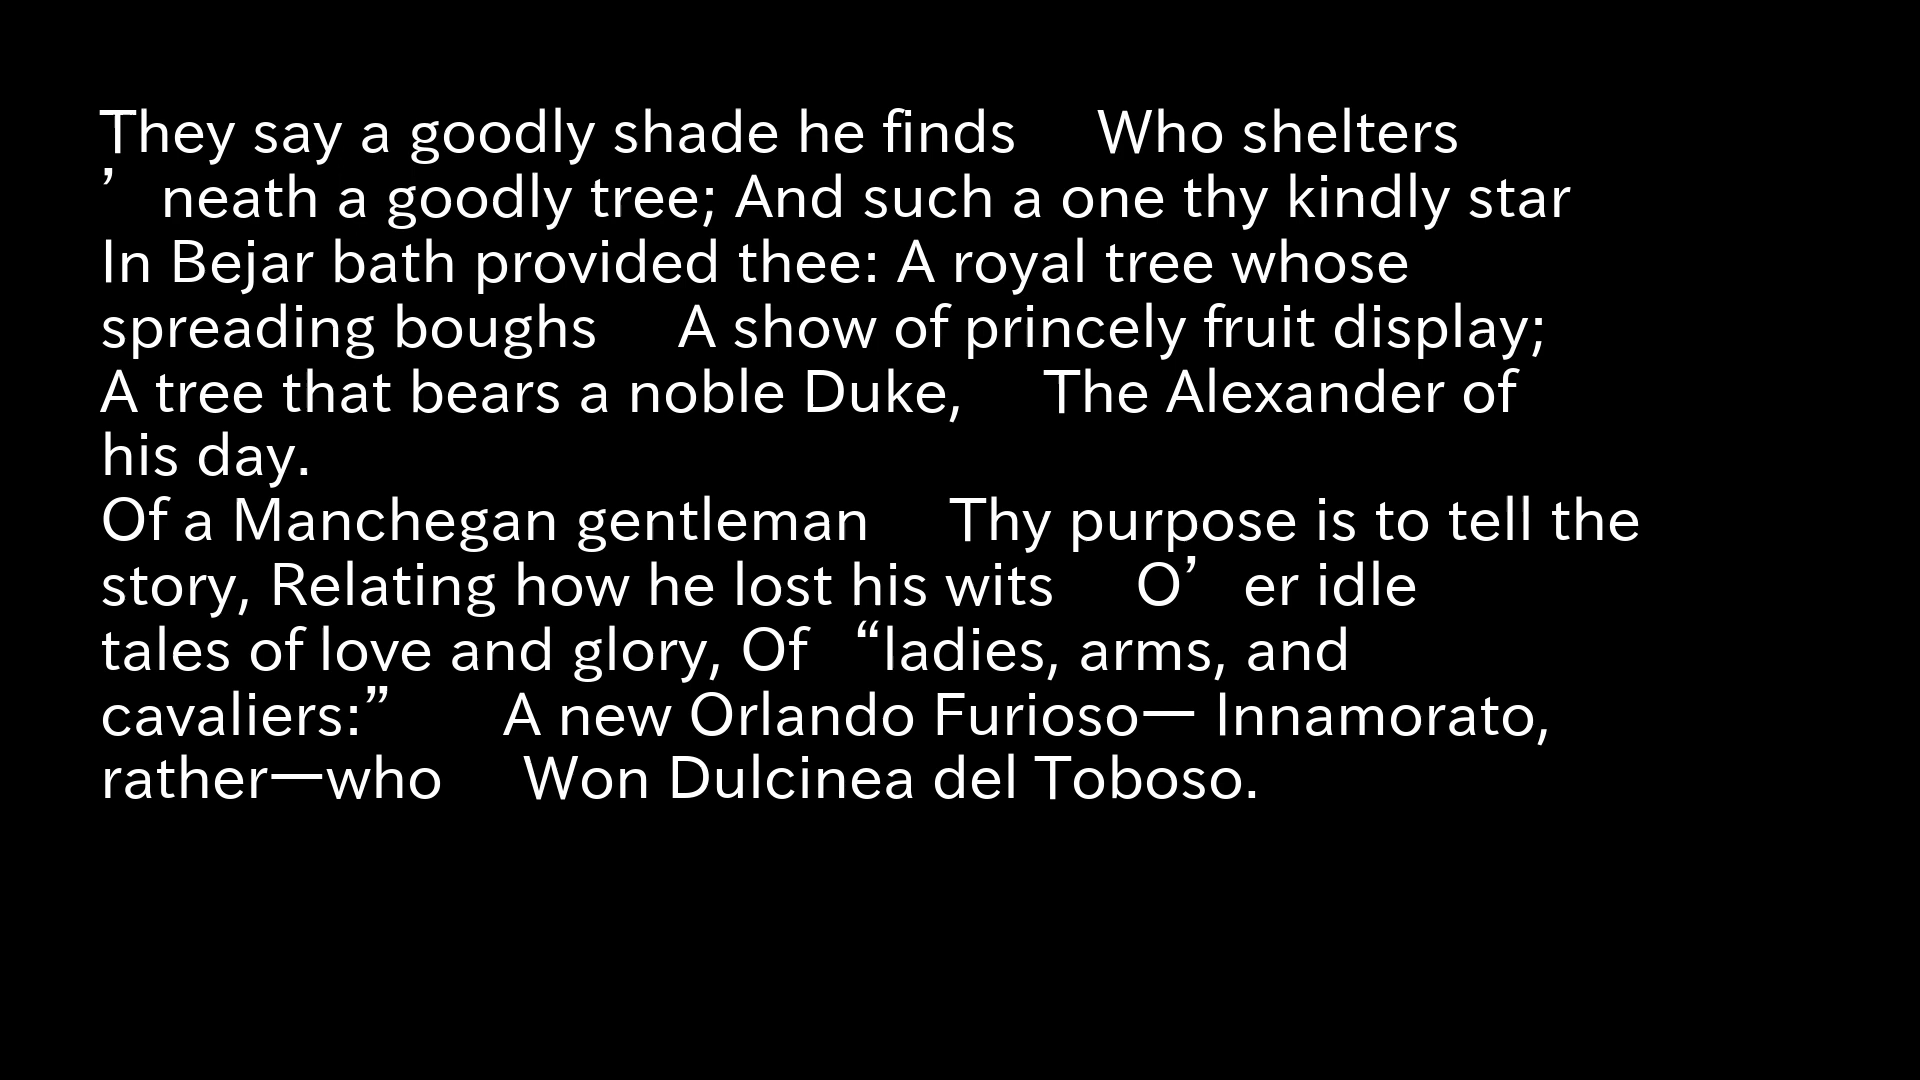 They say a goodly shade he finds     Who shelters
’neath a goodly tree; And such a one thy kindly star
In Bejar bath provided thee: A royal tree whose
spreading boughs     A show of princely fruit display;
A tree that bears a noble Duke,     The Alexander of
his day.
Of a Manchegan gentleman     Thy purpose is to tell the
story, Relating how he lost his wits     O’er idle
tales of love and glory, Of “ladies, arms, and
cavaliers:”     A new Orlando Furioso— Innamorato,
rather—who     Won Dulcinea del Toboso.